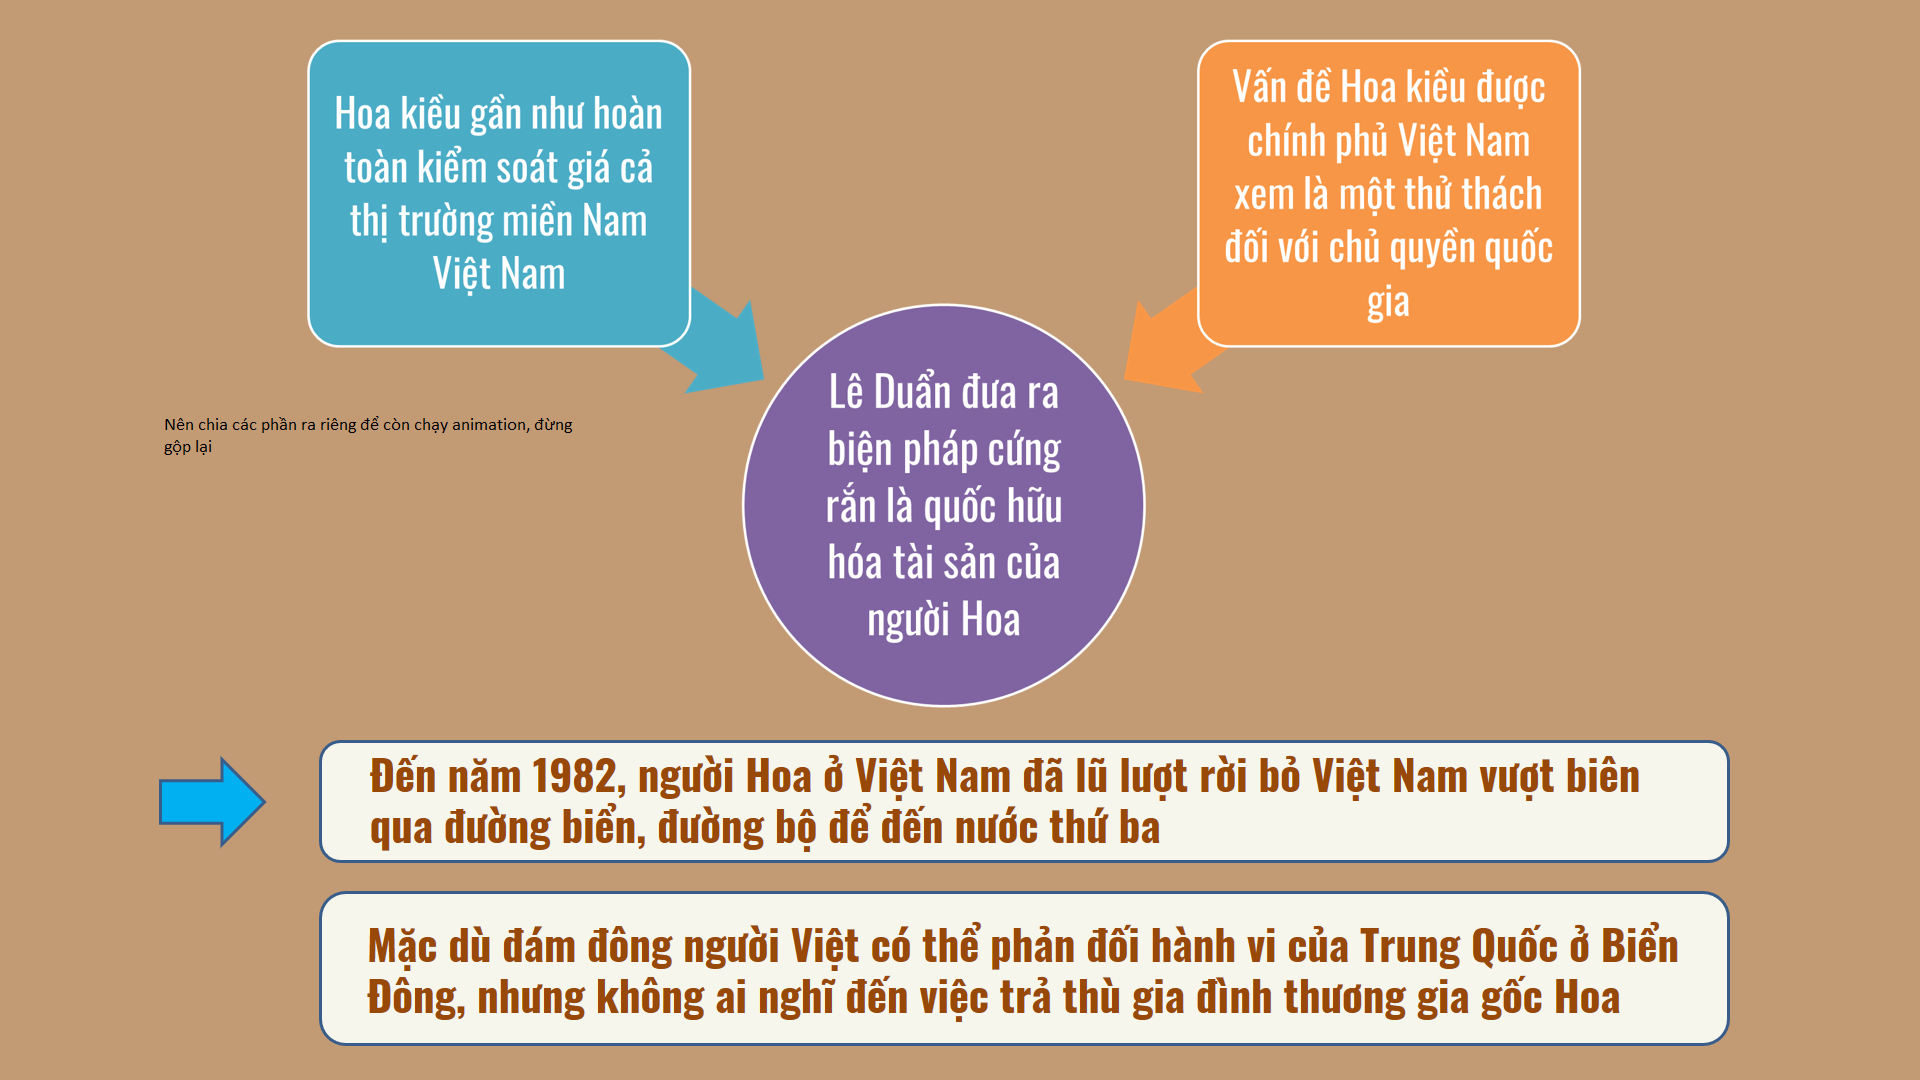 Hoa kiều gần như hoàn
toàn kiểm soát giá cả
thị trường miền Nam
Việt Nam
Vấn đề Hoa kiều được
chính phủ Việt Nam
xem là một thử thách
đối với chủ quyền quốc
gia
Lê Duẩn đưa ra
biện pháp cứng
rắn là quốc hữu
hóa tài sản của
người Hoa
Nên chia các phần ra riêng để còn chạy animation, đừng
gộp lại
Đến năm 1982, người Hoa ở Việt Nam đã lũ lượt rời bỏ Việt Nam vượt biên
qua đường biển, đường bộ để đến nước thứ ba
Mặc dù đám đông người Việt có thể phản đối hành vi của Trung Quốc ở Biển
Đông, nhưng không ai nghĩ đến việc trả thù gia đình thương gia gốc Hoa